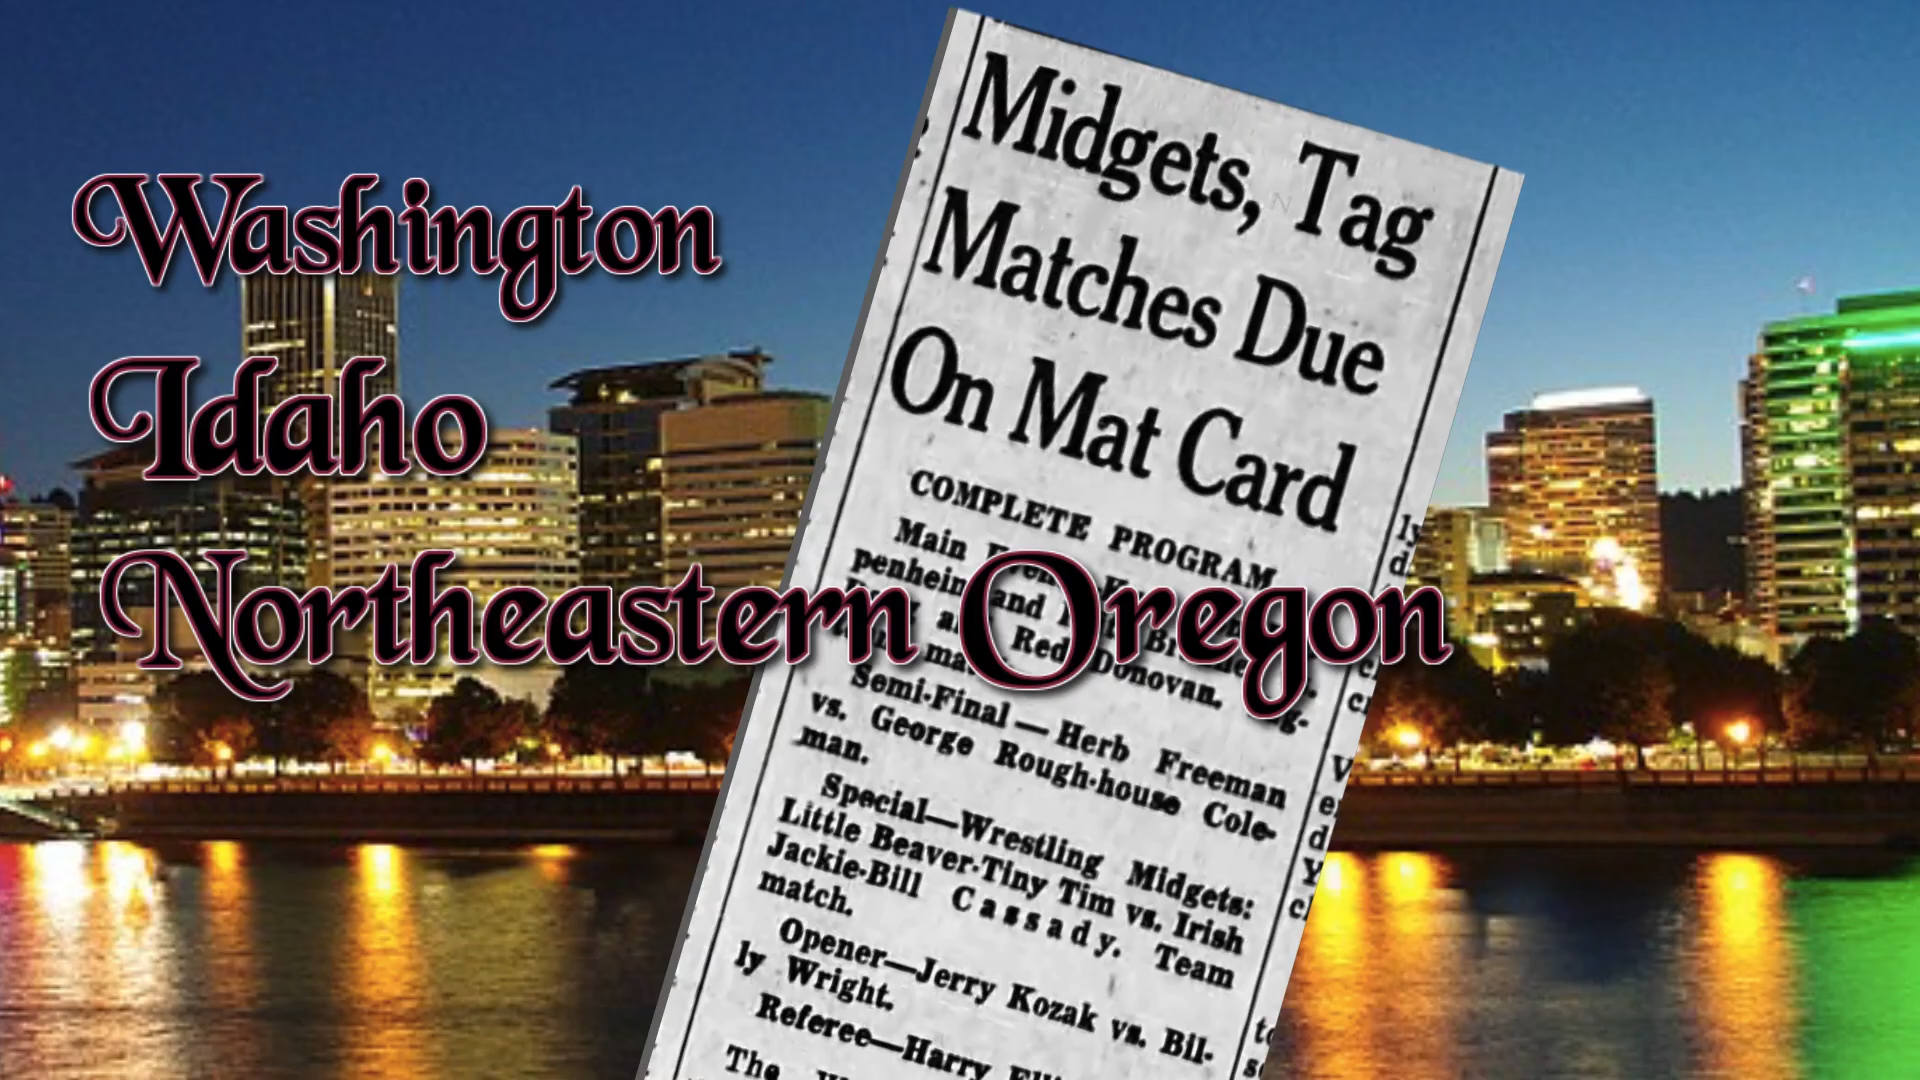 Washington
Idaho
Northeastern Oregon
Midgets, Tag
Matches Due
On Mat Card
COMPLETE PROGRAM
Main
and
Red Donovan.
Semi-Final — Herb Freeman
vs. George Rough-house Cole-
man.
Special—Wrestling Midgets:
Little Beaver-Tiny Tim vs. Irish
Jackie-Bill Cassady. Team
match.
Opener—Jerry Kozak vs. Bil-
ly Wright.
Referee—Harry
The